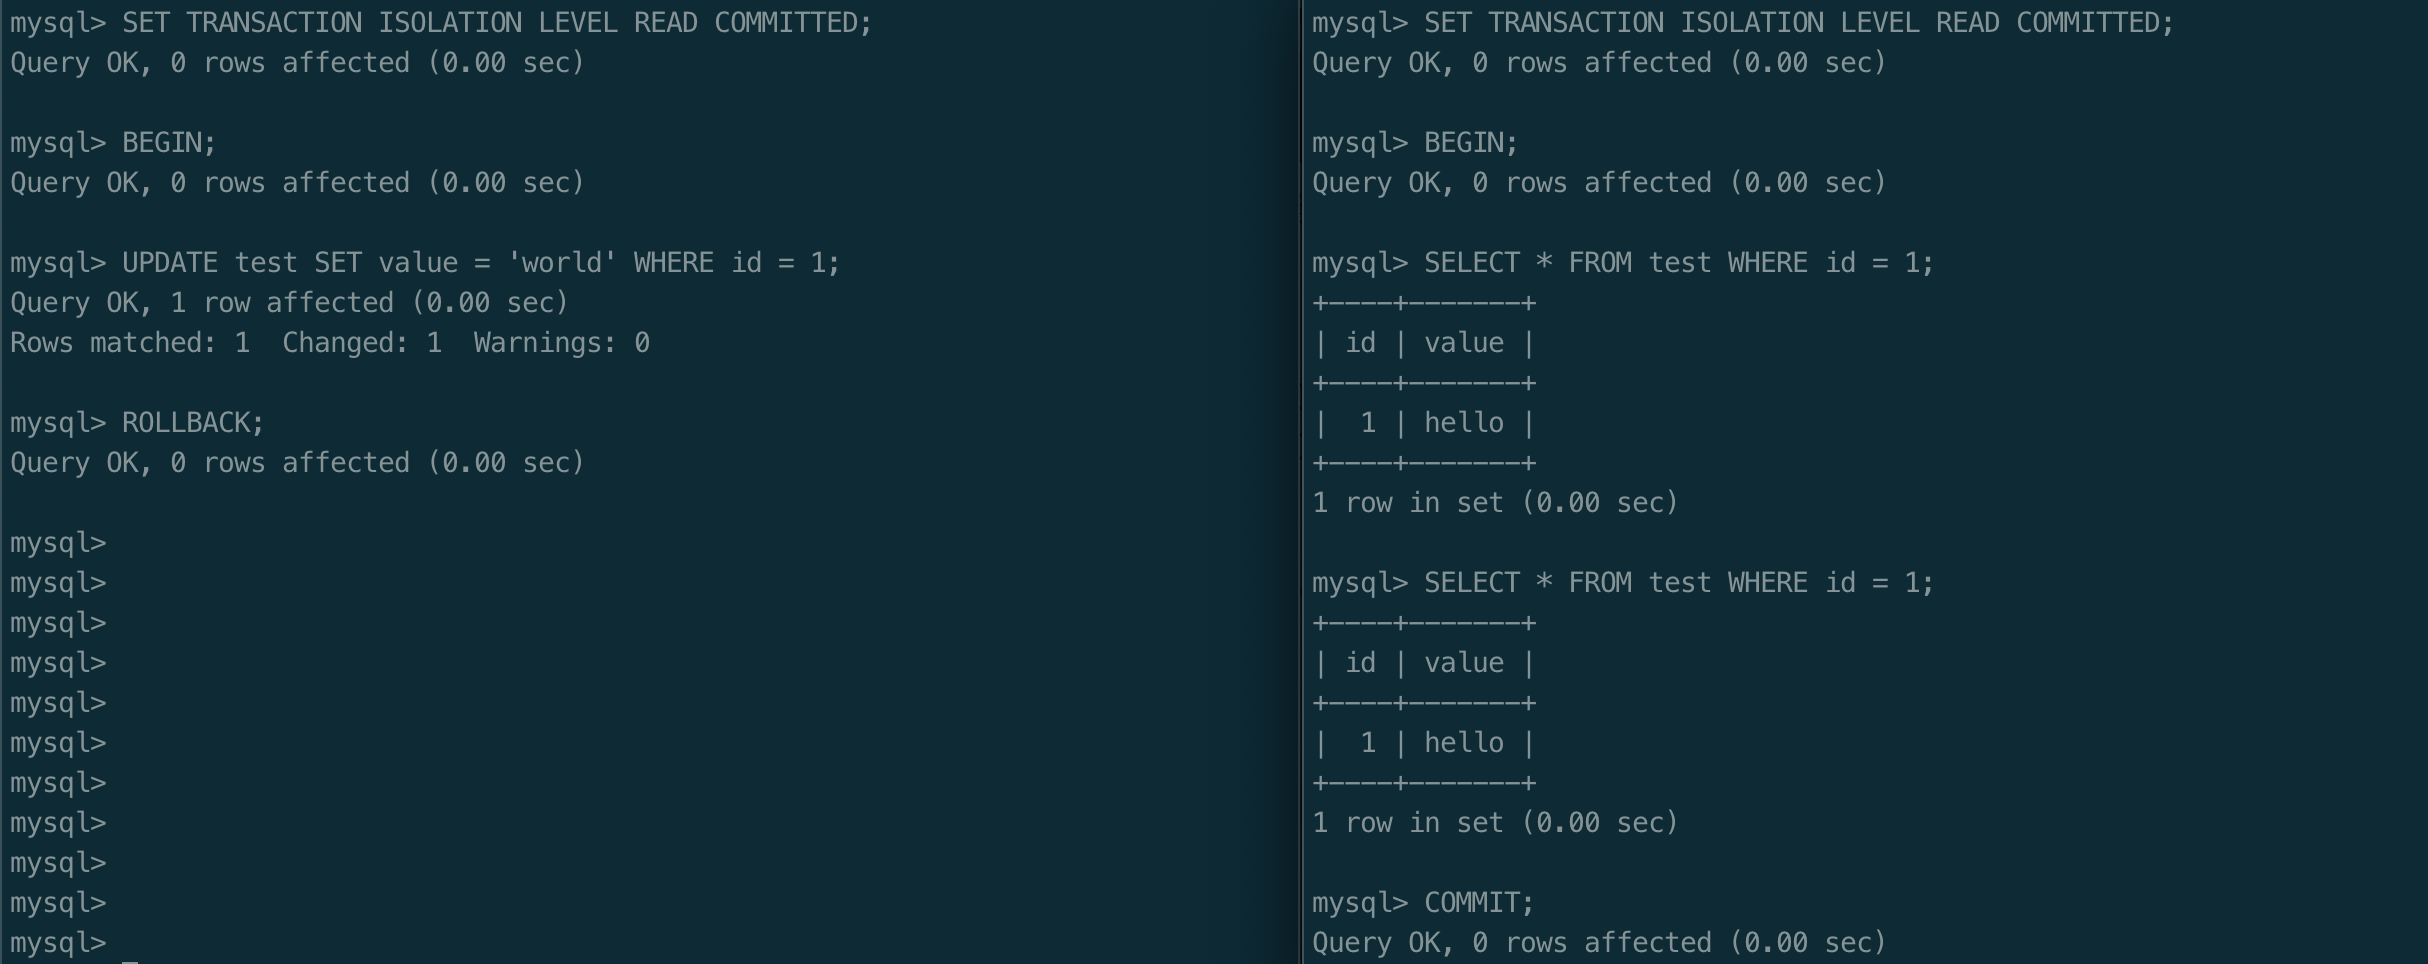 mysql> SET TRANSACTION ISOLATION LEVEL READ COMMITTED;
Query OK, 0 rows affected (0.00 sec)

mysql> BEGIN;
Query OK, 0 rows affected (0.00 sec)

mysql> UPDATE test SET value = 'world' WHERE id = 1;
Query OK, 1 row affected (0.00 sec)
Rows matched: 1  Changed: 1  Warnings: 0

mysql> ROLLBACK;
Query OK, 0 rows affected (0.00 sec)

mysql>
mysql>
mysql>
mysql>
mysql>
mysql>
mysql>
mysql>
mysql>
mysql>
mysql>

mysql> SET TRANSACTION ISOLATION LEVEL READ COMMITTED;
Query OK, 0 rows affected (0.00 sec)

mysql> BEGIN;
Query OK, 0 rows affected (0.00 sec)

mysql> SELECT * FROM test WHERE id = 1;
+----+-------+
| id | value |
+----+-------+
|  1 | hello |
+----+-------+
1 row in set (0.00 sec)

mysql> SELECT * FROM test WHERE id = 1;
+----+-------+
| id | value |
+----+-------+
|  1 | hello |
+----+-------+
1 row in set (0.00 sec)

mysql> COMMIT;
Query OK, 0 rows affected (0.00 sec)